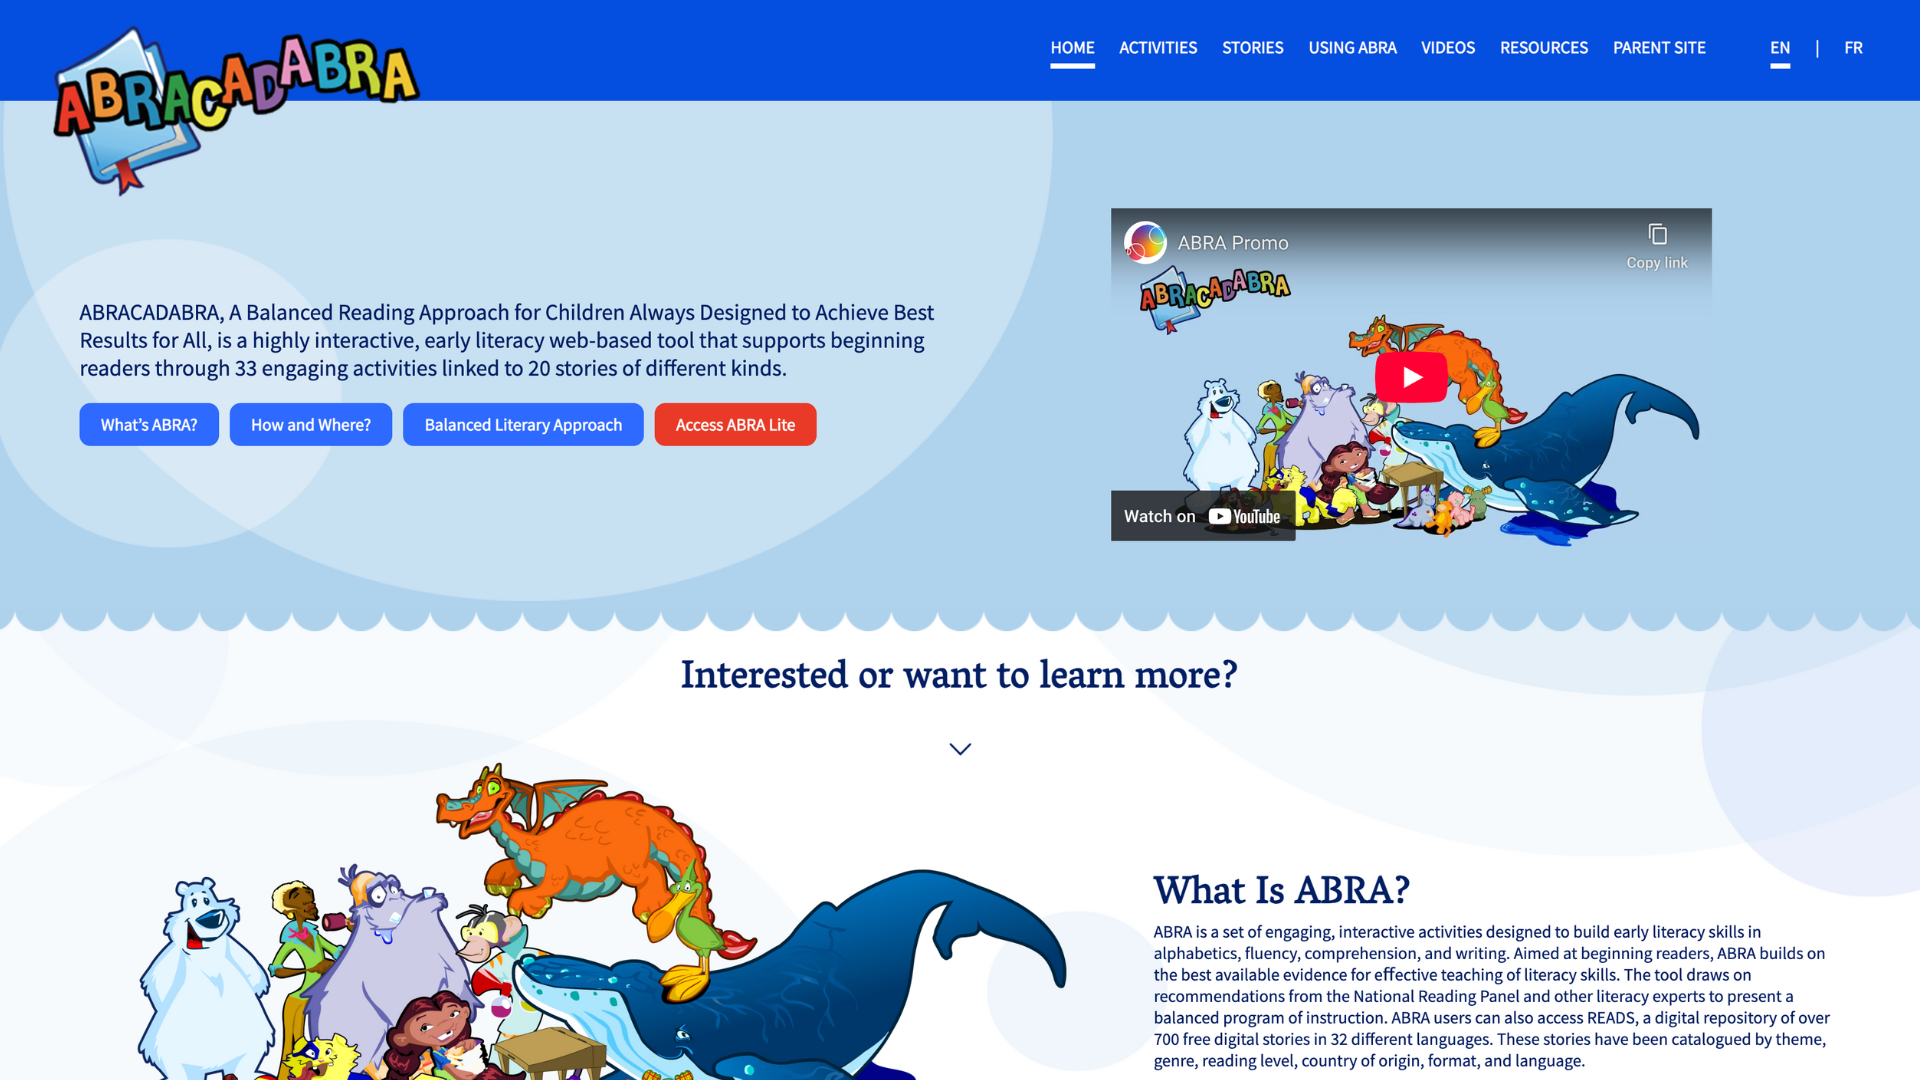 ABRACADABRA
HOME ACTIVITIES STORIES USING ABRA VIDEOS RESOURCES PARENT SITE EN | FR
ABRACADABRA, A Balanced Reading Approach for Children Always Designed to Achieve Best
Results for All, is a highly interactive, early literacy web-based tool that supports beginning
readers through 33 engaging activities linked to 20 stories of different kinds.
What's ABRA? How and Where? Balanced Literary Approach Access ABRA Lite
ABRA Promo
Copy link
ABRACADABRA
Watch on YouTube
Interested or want to learn more?
What Is ABRA?
ABRA is a set of engaging, interactive activities designed to build early literacy skills in
alphabetics, fluency, comprehension, and writing. Aimed at beginning readers, ABRA builds on
the best available evidence for effective teaching of literacy skills. The tool draws on
recommendations from the National Reading Panel and other literacy experts to present a
balanced program of instruction. ABRA users can also access READS, a digital repository of over
700 free digital stories in 32 different languages. These stories have been catalogued by theme,
genre, reading level, country of origin, format, and language.